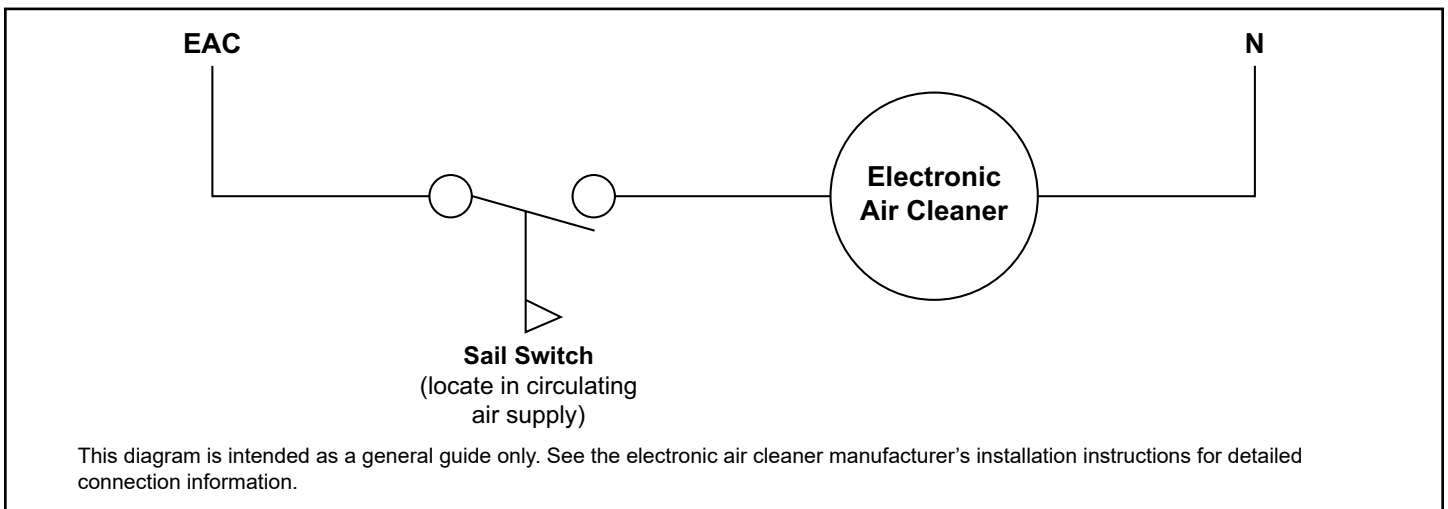 EAC
N
Electronic
Air Cleaner
Sail Switch
(locate in circulating
air supply)
This diagram is intended as a general guide only. See the electronic air cleaner manufacturer’s installation instructions for detailed
connection information.